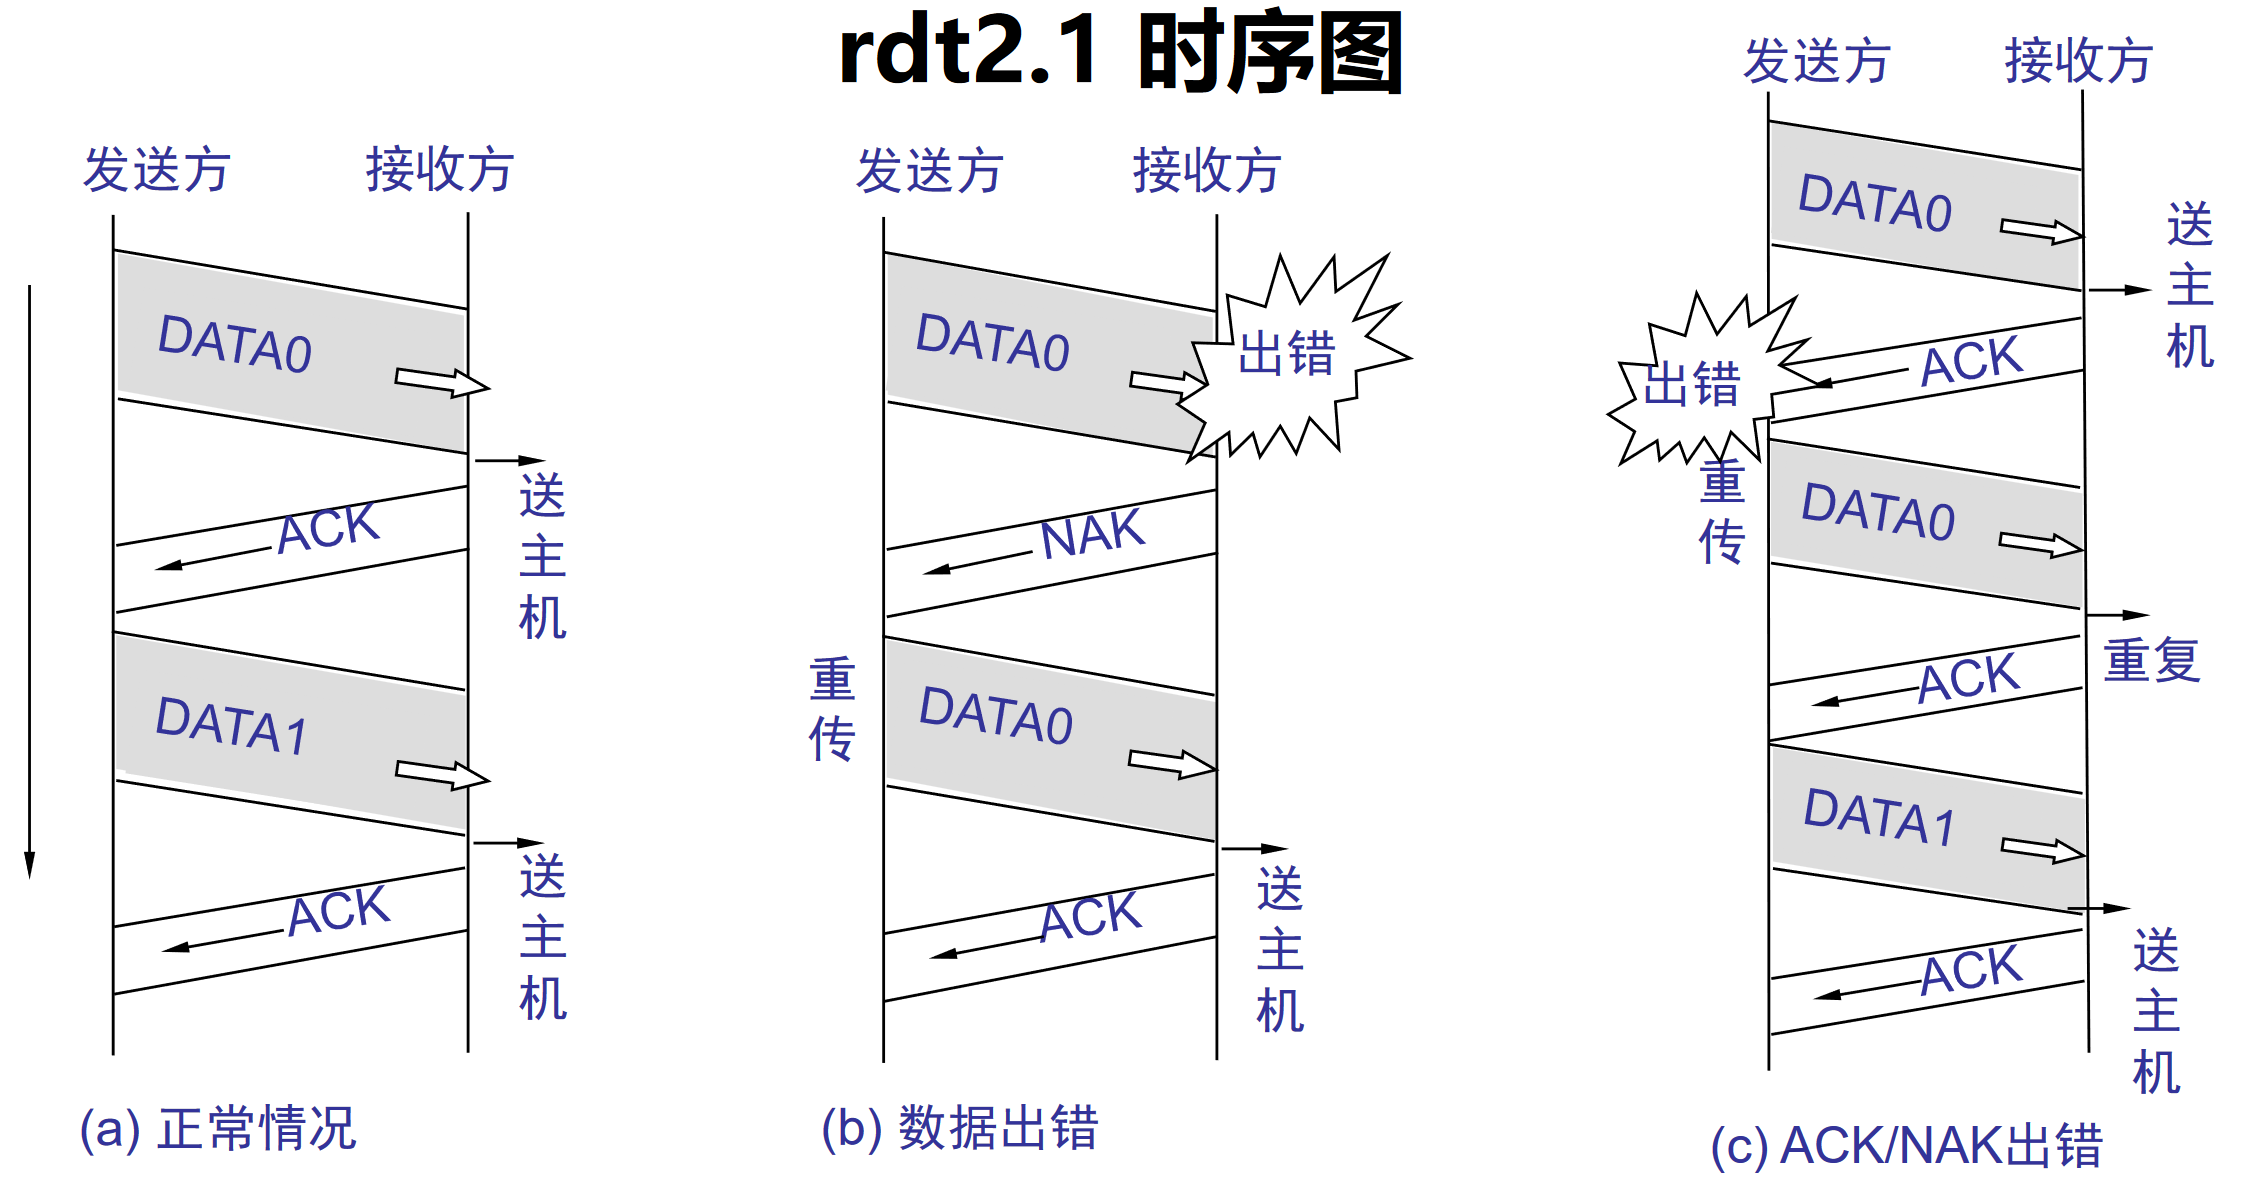 rdt2.1 时序图
发送方
接收方
DATA0
送主机
ACK
DATA1
送主机
ACK
(a) 正常情况
发送方
接收方
DATA0
出错
NAK
重传
DATA0
送主机
ACK
(b) 数据出错
发送方
接收方
DATA0
送主机
ACK
出错
重传
DATA0
重复
ACK
DATA1
送主机
ACK
(c) ACK/NAK出错